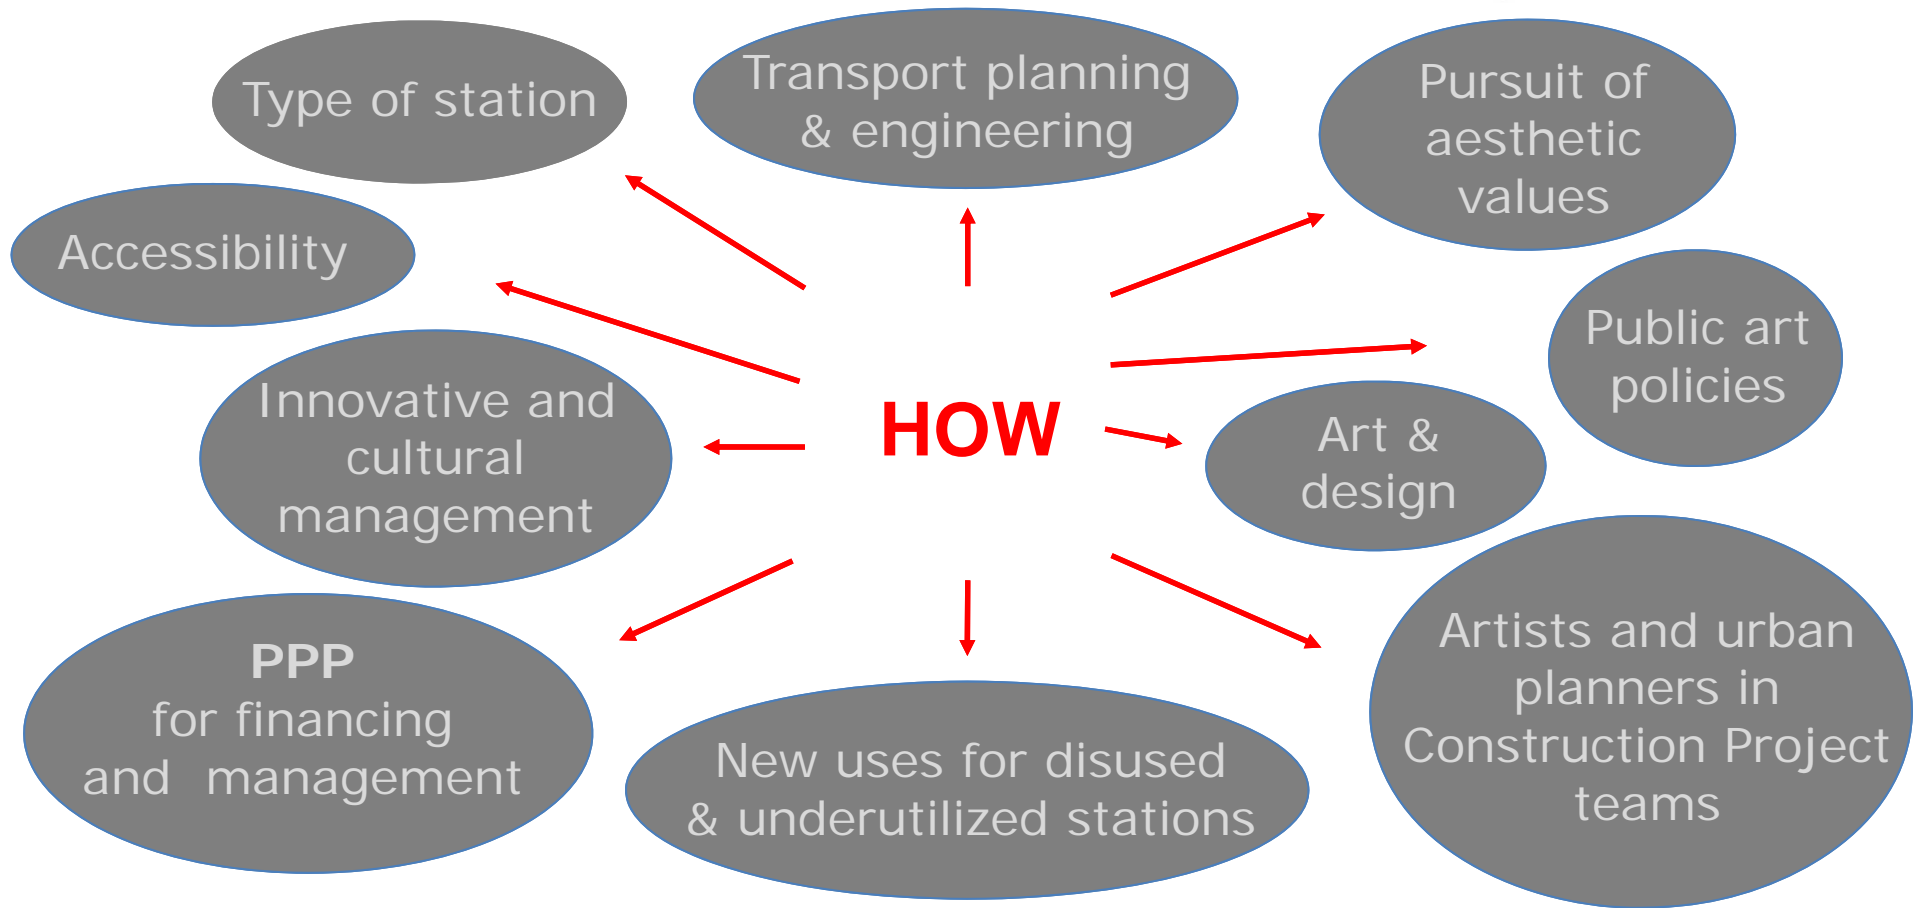 Type of station
Transport planning
& engineering
Pursuit of
aesthetic
values
Accessibility
Public art
policies
Innovative and
cultural
management
HOW
Art &
design
PPP
for financing
and  management
New uses for disused
& underutilized stations
Artists and urban
planners in
Construction Project
teams